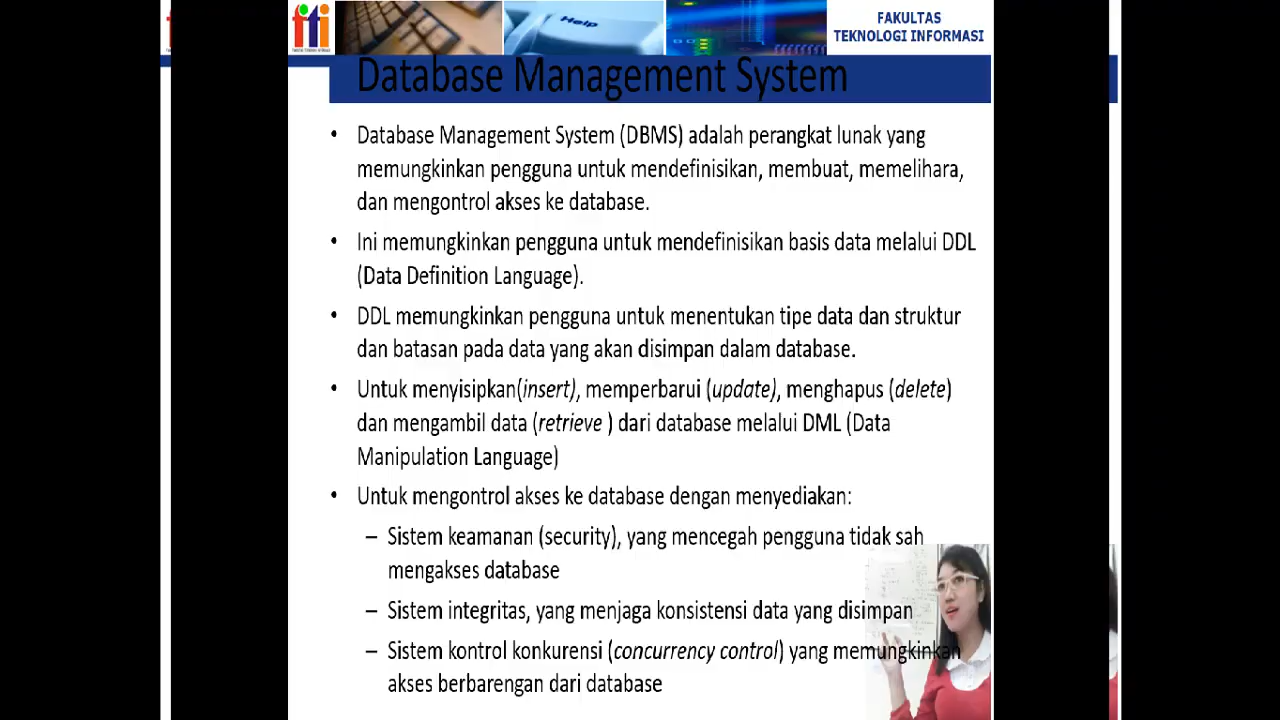 FAKULTAS
TEKNOLOGI INFORMASI
Help
Database Management System
• Database Management System (DBMS) adalah perangkat lunak yang
memungkinkan pengguna untuk mendefinisikan, membuat, memelihara,
dan mengontrol akses ke database.
• Ini memungkinkan pengguna untuk mendefinisikan basis data melalui DDL
(Data Definition Language).
• DDL memungkinkan pengguna untuk menentukan tipe data dan struktur
dan batasan pada data yang akan disimpan dalam database.
• Untuk menyisipkan(insert), memperbarui (update), menghapus (delete)
dan mengambil data (retrieve ) dari database melalui DML (Data
Manipulation Language)
• Untuk mengontrol akses ke database dengan menyediakan:
– Sistem keamanan (security), yang mencegah pengguna tidak sah
mengakses database
– Sistem integritas, yang menjaga konsistensi data yang disimpan
– Sistem kontrol konkurensi (concurrency control) yang memungkinkan
akses berbarengan dari database